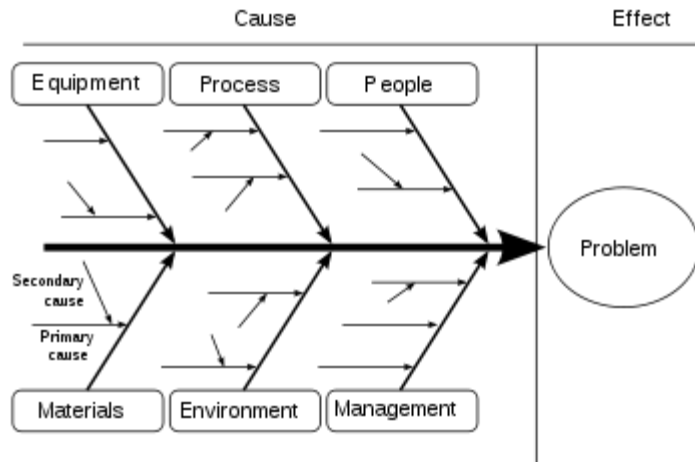 Cause
Effect
Equipment
Process
People
Problem
Secondary
cause
Primary
cause
Materials
Environment
Management